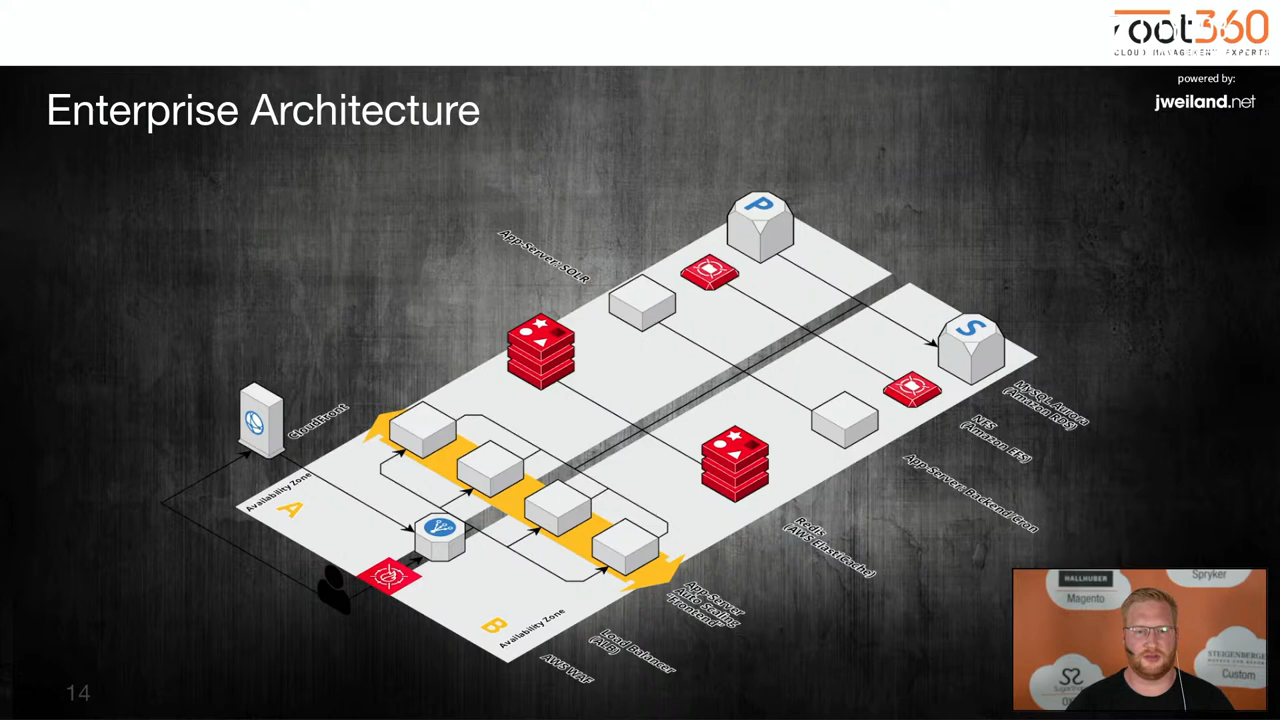 root360
CLOUD MANAGEMENT EXPERTS
powered by:
jweiland.net
Enterprise Architecture
P
App-Server: SOLR
S
MySQL Aurora
(Amazon RDS)
NFS
(Amazon EFS)
CloudFront
App-Server: Backend/Cron
Availability Zone
A
Redis
(AWS ElastiCache)
App-Server
Auto Scaling
"Frontend"
B
Availability Zone
Load Balancer
(ALB)
AWS WAF
14
HALLHUBER
Magento
Spryker
STEIGENBERGER
Custom